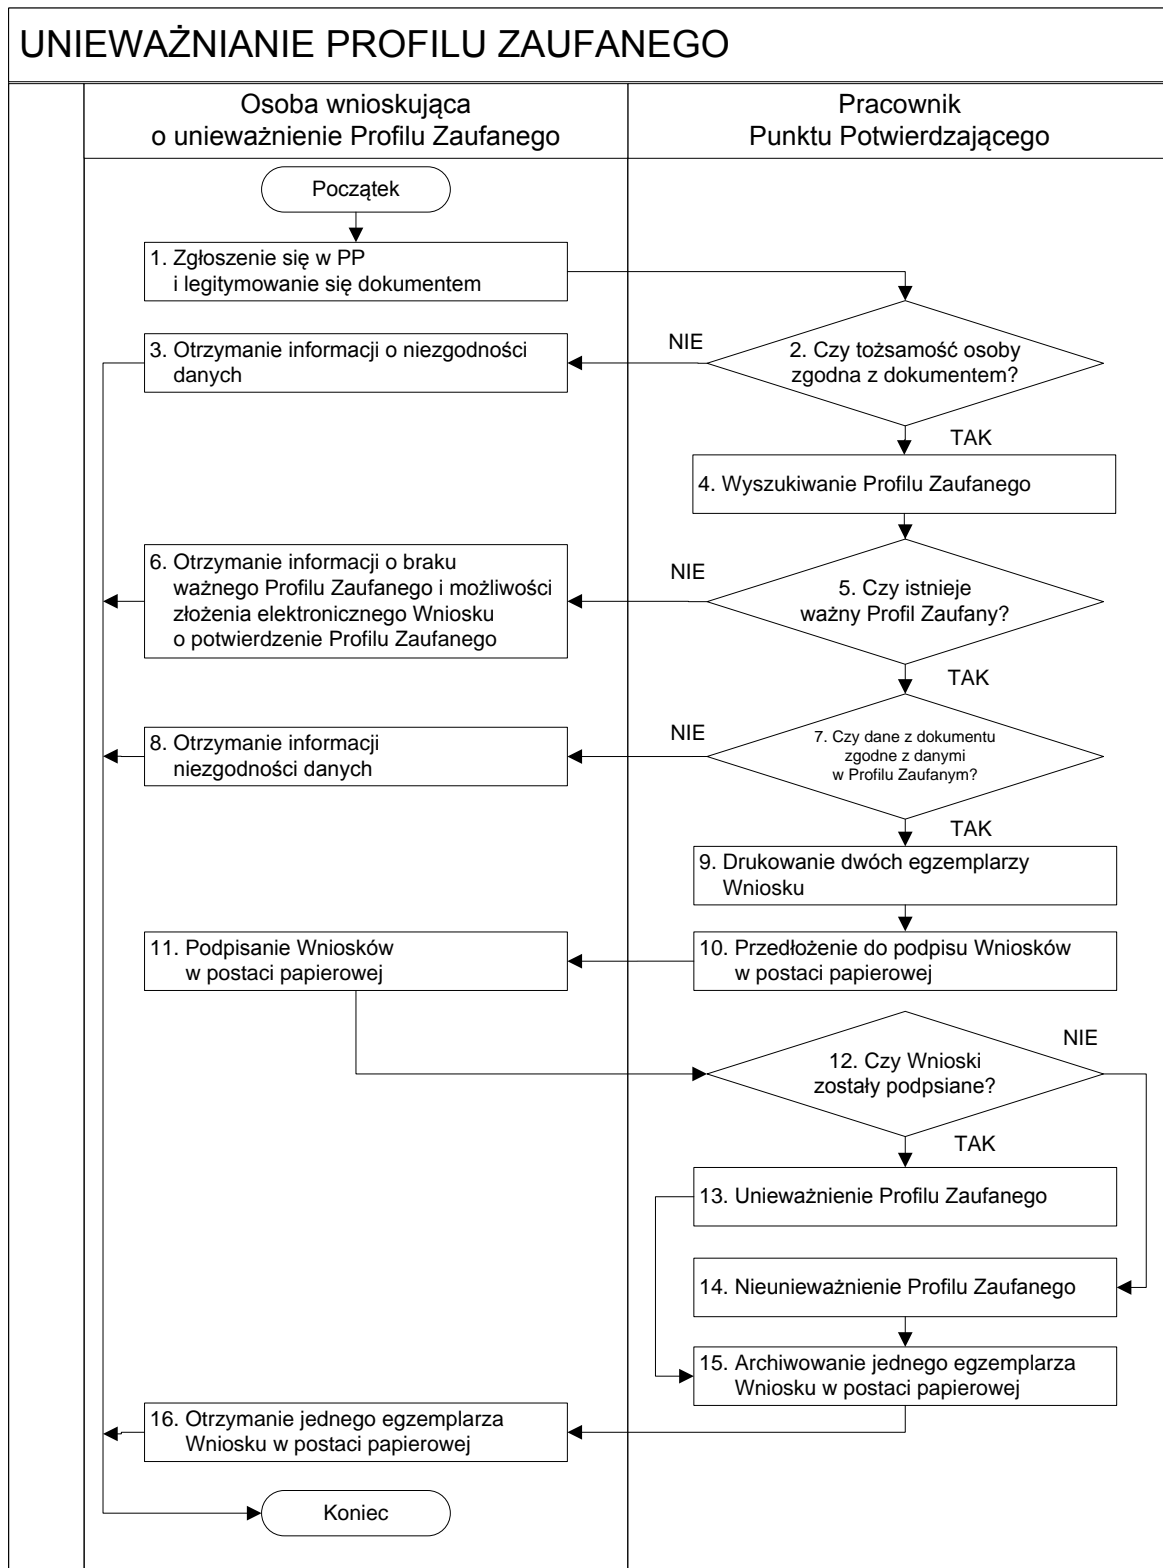 UNIEWAŻNIANIE PROFILU ZAUFANEGO
Osoba wnioskująca
o unieważnienie Profilu Zaufanego
Pracownik
Punktu Potwierdzającego
Początek
1. Zgłoszenie się w PP
i legitymowanie się dokumentem
NIE
2. Czy tożsamość osoby
zgodna z dokumentem?
3. Otrzymanie informacji o niezgodności
danych
TAK
4. Wyszukiwanie Profilu Zaufanego
NIE
5. Czy istnieje
ważny Profil Zaufany?
6. Otrzymanie informacji o braku
ważnego Profilu Zaufanego i możliwości
złożenia elektronicznego Wniosku
o potwierdzenie Profilu Zaufanego
TAK
NIE
7. Czy dane z dokumentu
zgodne z danymi
w Profilu Zaufanym?
8. Otrzymanie informacji
niezgodności danych
TAK
9. Drukowanie dwóch egzemplarzy
Wniosku
10. Przedłożenie do podpisu Wniosków
w postaci papierowej
11. Podpisanie Wniosków
w postaci papierowej
NIE
12. Czy Wnioski
zostały podpsiane?
TAK
13. Unieważnienie Profilu Zaufanego
14. Nieunieważnienie Profilu Zaufanego
15. Archiwowanie jednego egzemplarza
Wniosku w postaci papierowej
16. Otrzymanie jednego egzemplarza
Wniosku w postaci papierowej
Koniec